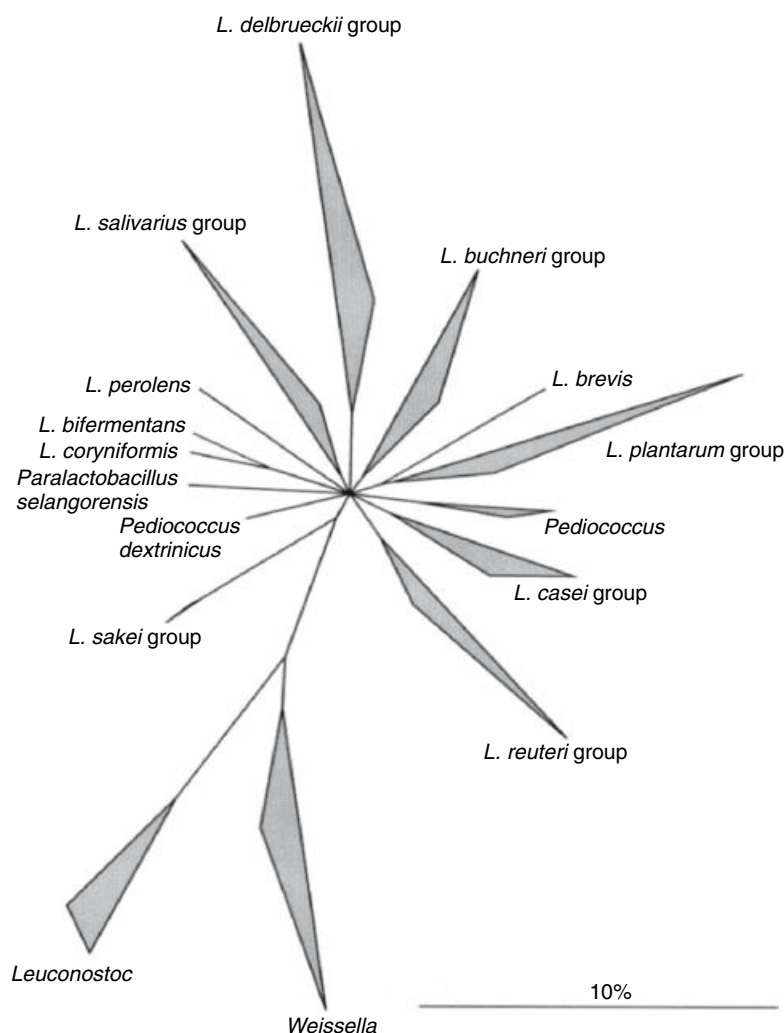 L. delbrueckii group
L. salivarius group
L. buchneri group
L. perolens
L. brevis
L. bifermentans
L. coryniformis
L. plantarum group
Paralactobacillus
selangorensis
Pediococcus
dextrinicus
Pediococcus
L. casei group
L. sakei group
L. reuteri group
Leuconostoc
10%
Weissella